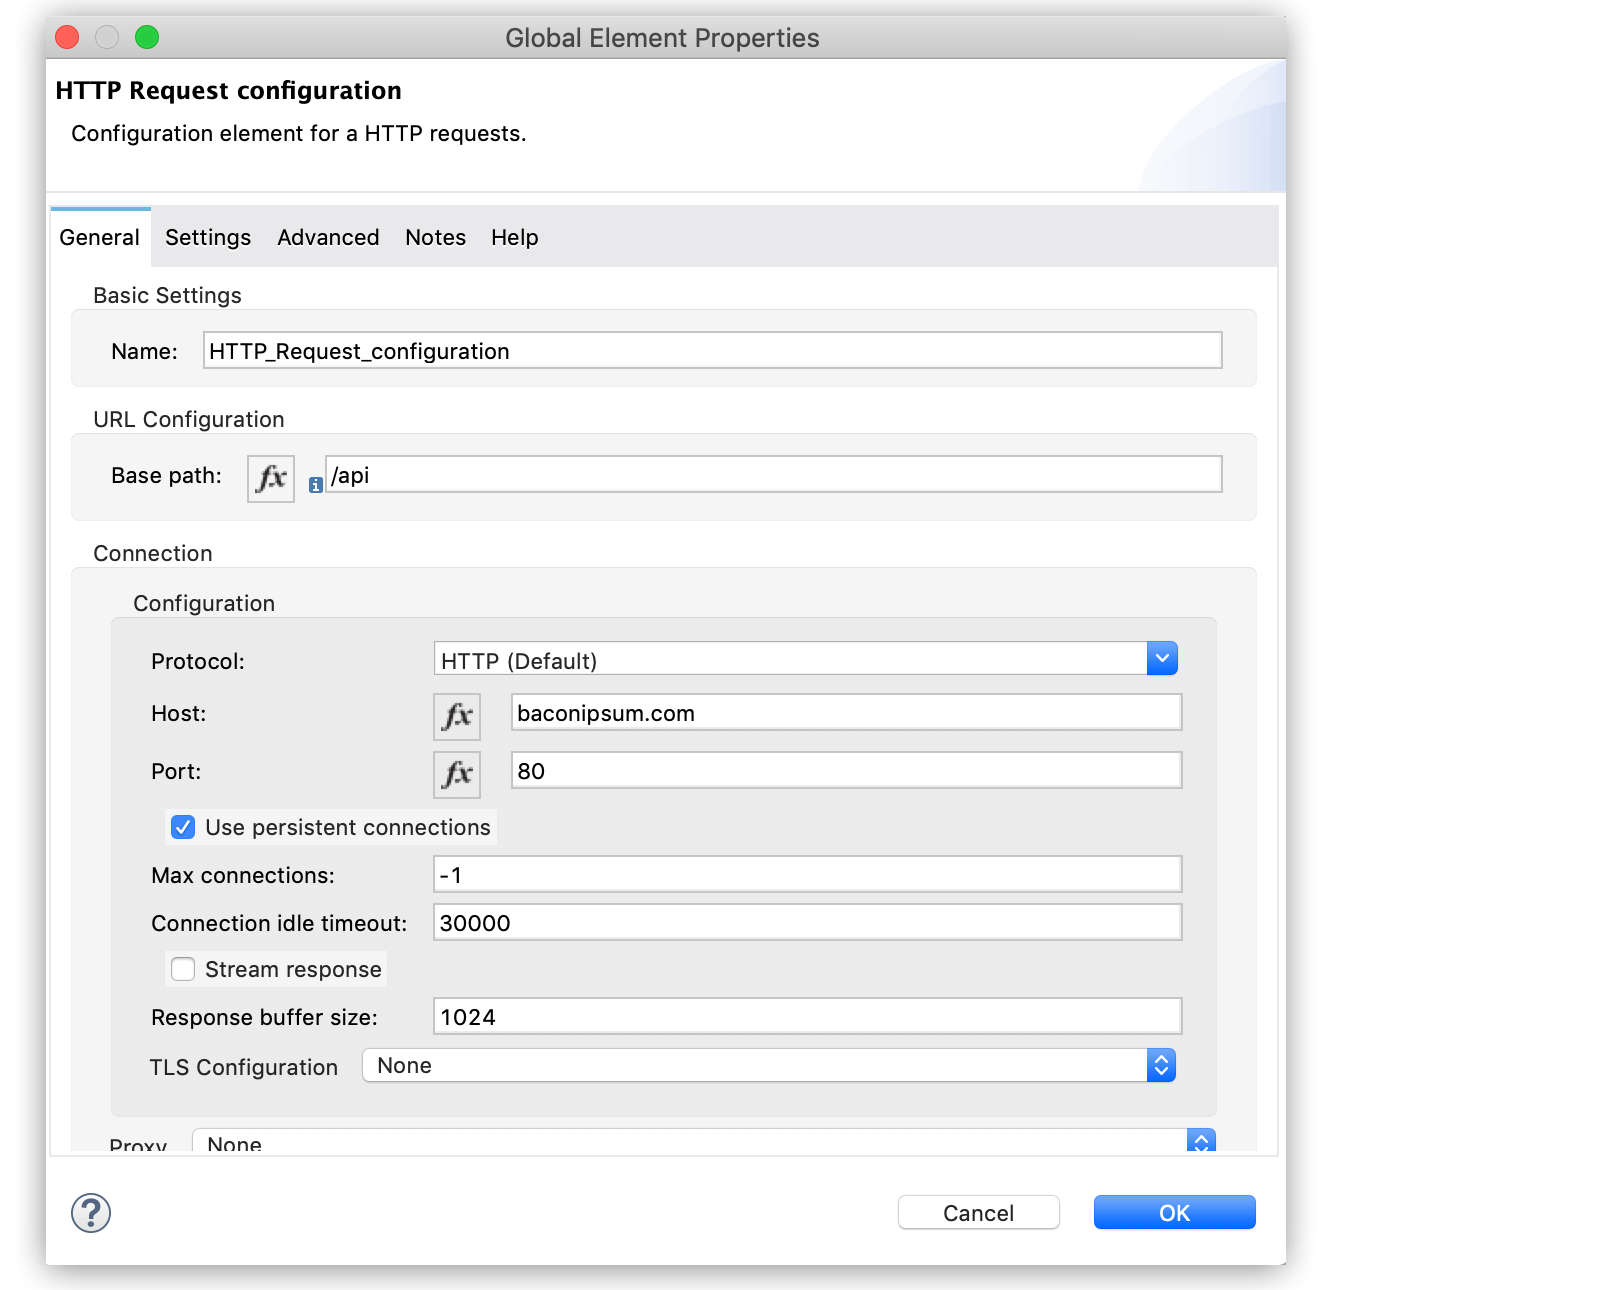 Global Element Properties
HTTP Request configuration
Configuration element for a HTTP requests.
General Settings Advanced Notes Help
Basic Settings
Name: HTTP_Request_configuration
URL Configuration
Base path: fx i /api
Connection
Configuration
Protocol: HTTP (Default)
Host: fx baconipsum.com
Port: fx 80
Use persistent connections
Max connections: -1
Connection idle timeout: 30000
Stream response
Response buffer size: 1024
TLS Configuration None
Proxy None
? Cancel OK